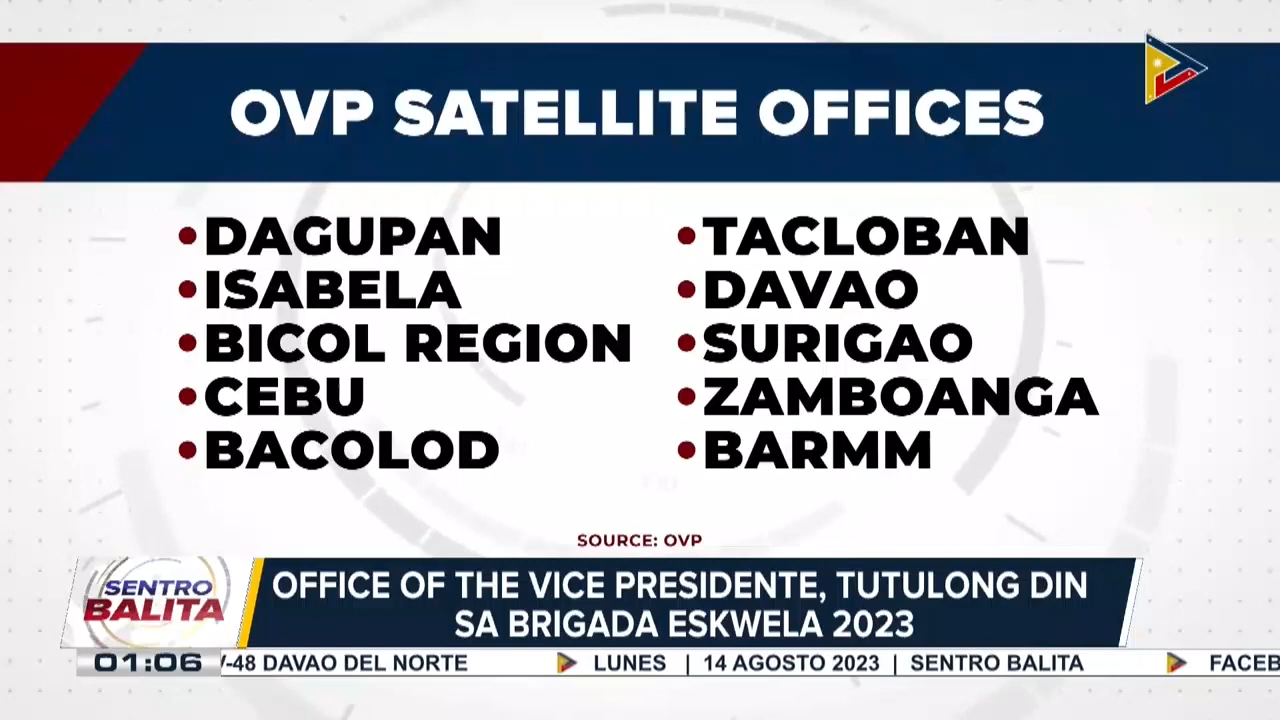 OVP SATELLITE OFFICES
•DAGUPAN
•ISABELA
•BICOL REGION
•CEBU
•BACOLOD
•TACLOBAN
•DAVAO
•SURIGAO
•ZAMBOANGA
•BARMM
SOURCE: OVP
SENTRO
BALITA
OFFICE OF THE VICE PRESIDENTE, TUTULONG DIN
SA BRIGADA ESKWELA 2023
01:06
-48 DAVAO DEL NORTE LUNES | 14 AGOSTO 2023 | SENTRO BALITA FACEB